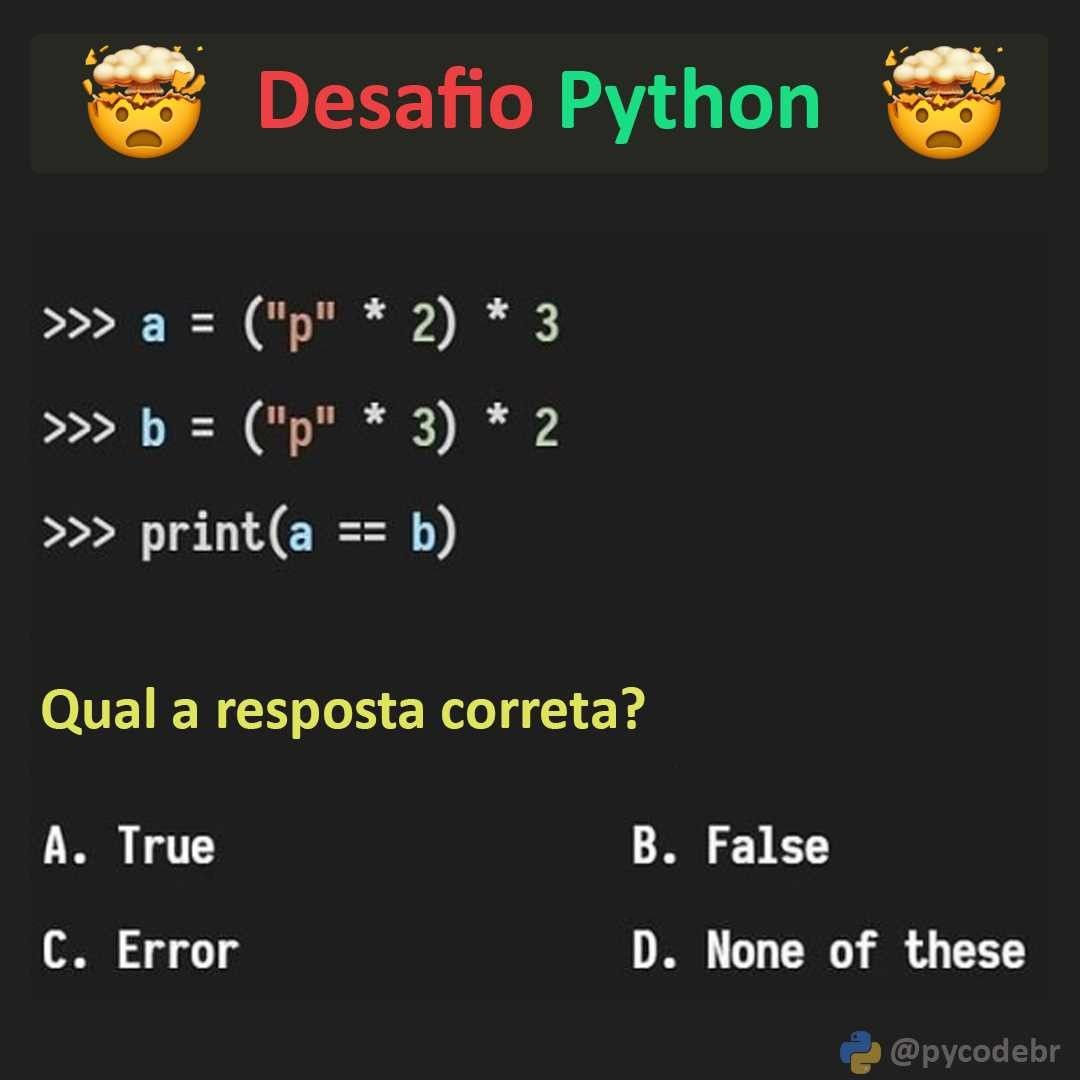 Desafio Python
>>> a = ("p" * 2) * 3
>>> b = ("p" * 3) * 2
>>> print(a == b)
Qual a resposta correta?
A. True B. False
C. Error D. None of these
@pycodebr